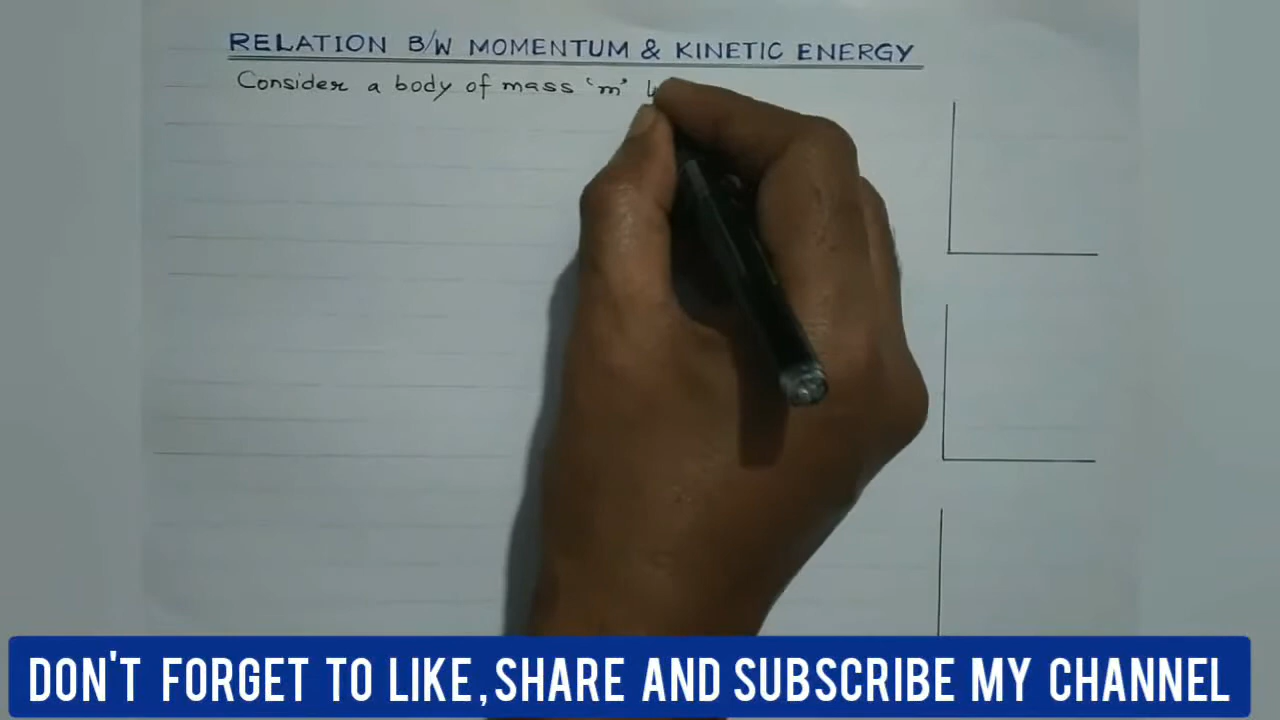 RELATION B/W MOMENTUM & KINETIC ENERGY
Consider a body of mass 'm'
DON'T FORGET TO LIKE, SHARE AND SUBSCRIBE MY CHANNEL